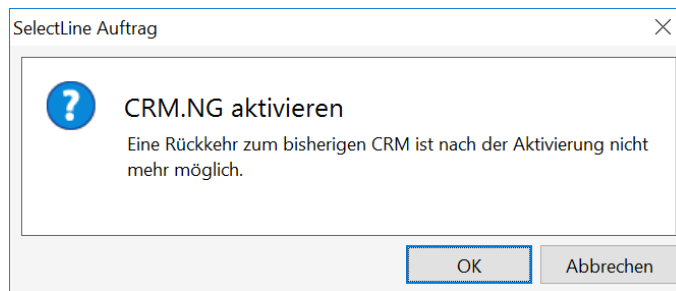 SelectLine Auftrag
?
CRM.NG aktivieren
Eine Rückkehr zum bisherigen CRM ist nach der Aktivierung nicht
mehr möglich.
OK
Abbrechen